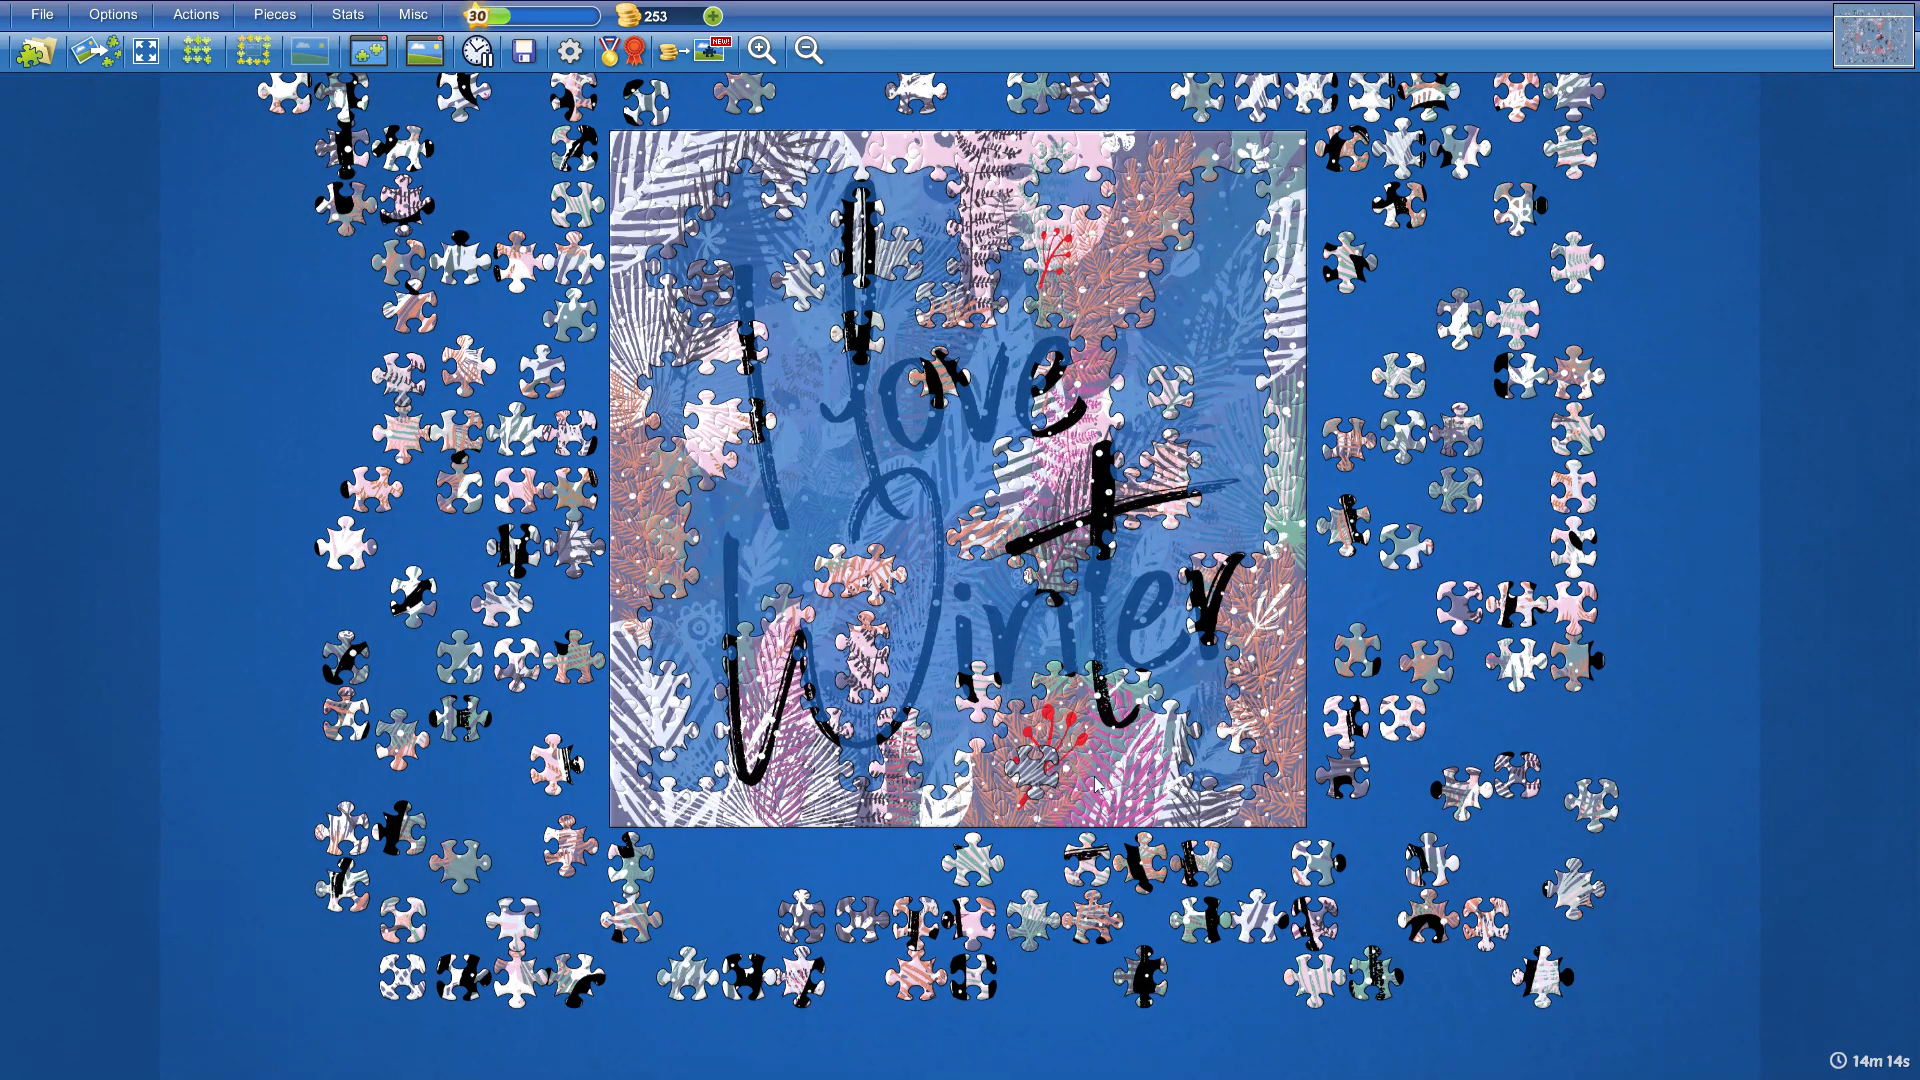 File Options Actions Pieces Stats Misc 30 253
NEW!
I love
Winter
14m 14s